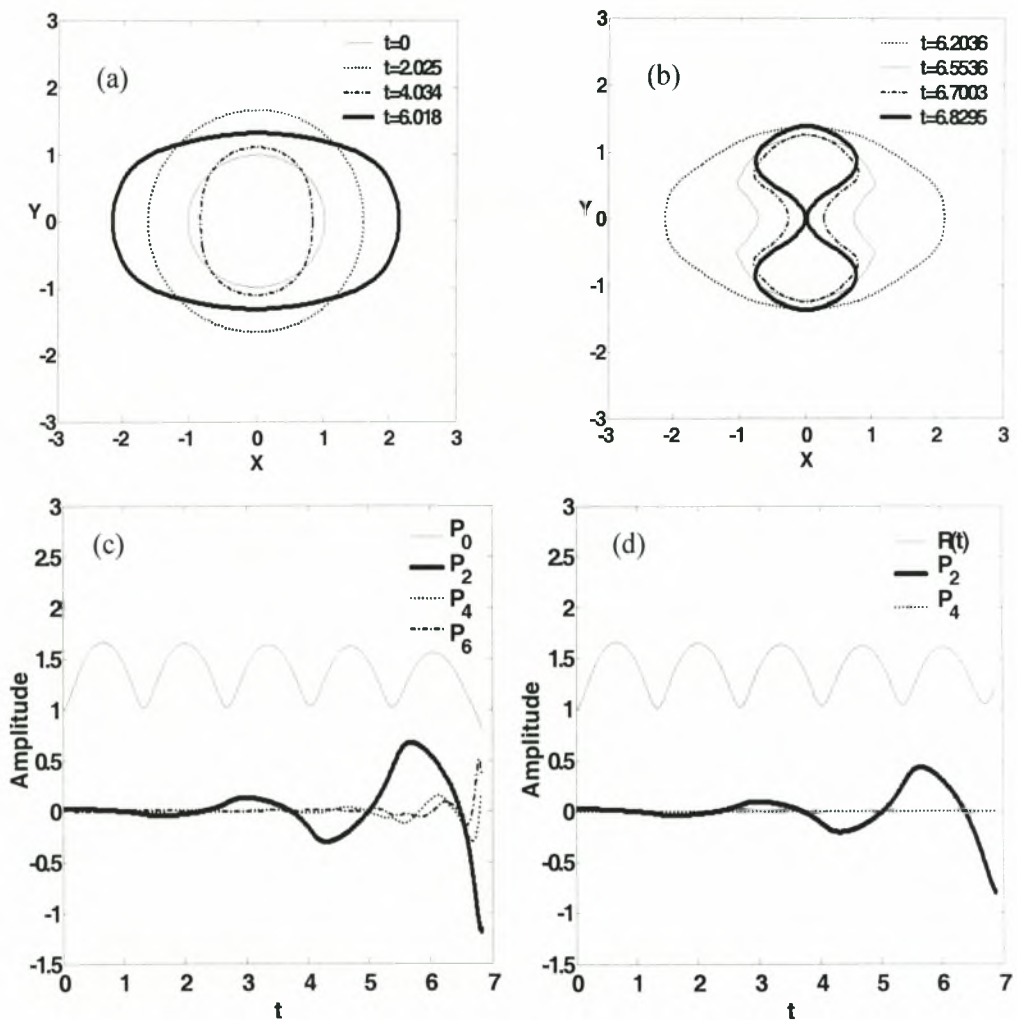 (a)
t=0
t=2.025
t=4.034
t=6.018
3
2
1
Y 0
-1
-2
-3
-3 -2 -1 0 1 2 3
X
(b)
t=6.2036
t=6.5536
t=6.7003
t=6.8295
3
2
1
Y 0
-1
-2
-3
-3 -2 -1 0 1 2 3
X
(c)
P0
P2
P4
P6
3
2.5
2
1.5
1
0.5
0
-0.5
-1
-1.5
Amplitude
0 1 2 3 4 5 6 7
t
(d)
R(t)
P2
P4
3
2.5
2
1.5
1
0.5
0
-0.5
-1
-1.5
Amplitude
0 1 2 3 4 5 6 7
t